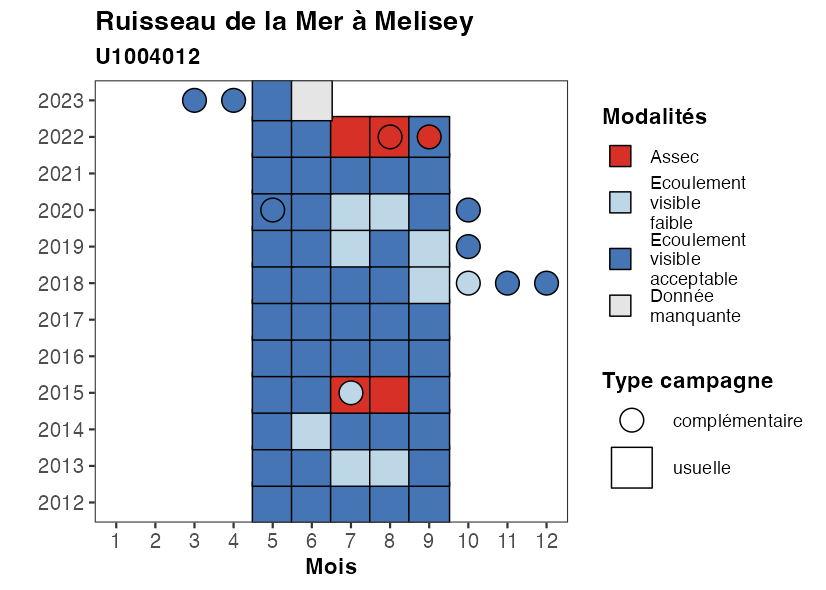 Ruisseau de la Mer à Melisey
U1004012
2023
2022
2021
2020
2019
2018
2017
2016
2015
2014
2013
2012
1 2 3 4 5 6 7 8 9 10 11 12
Mois
Modalités
Assec
Ecoulement
visible
faible
Ecoulement
visible
acceptable
Donnée
manquante
Type campagne
complémentaire
usuelle